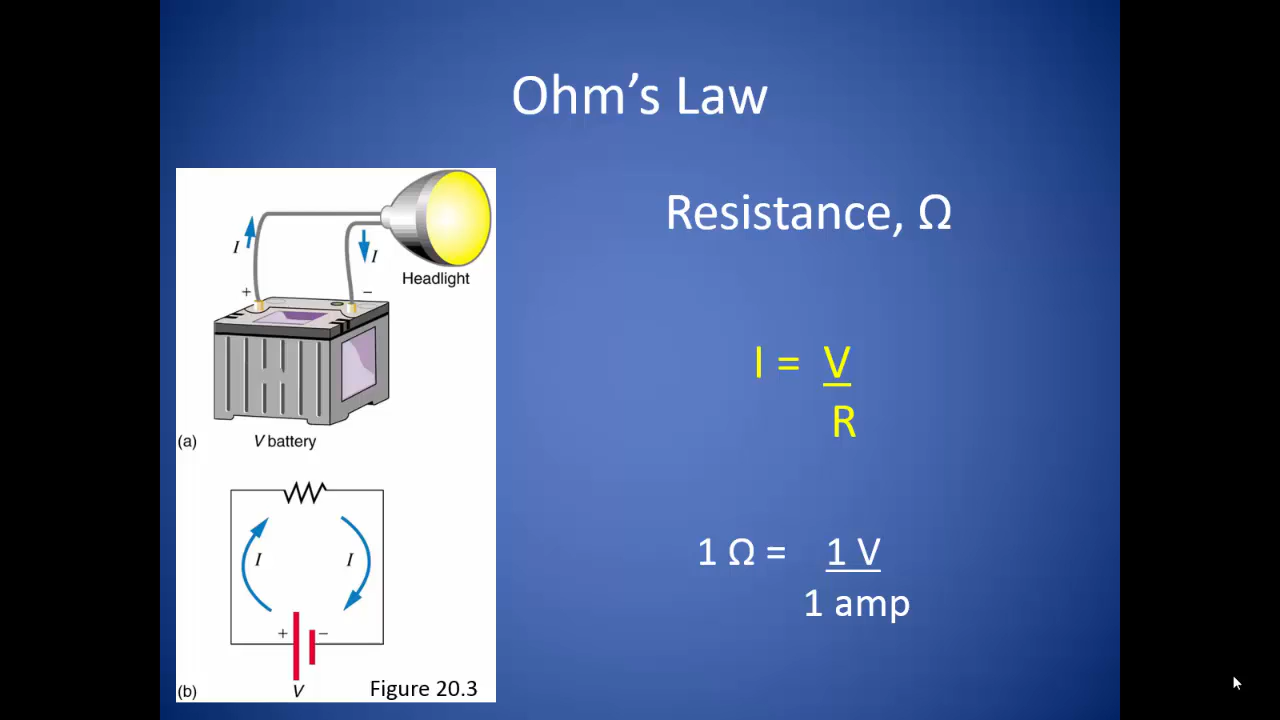 Ohm’s Law
Resistance, Ω
I = V
R
1 Ω = 1 V
1 amp
I
I
Headlight
+ −
(a) V battery
I I
+ −
(b) V Figure 20.3